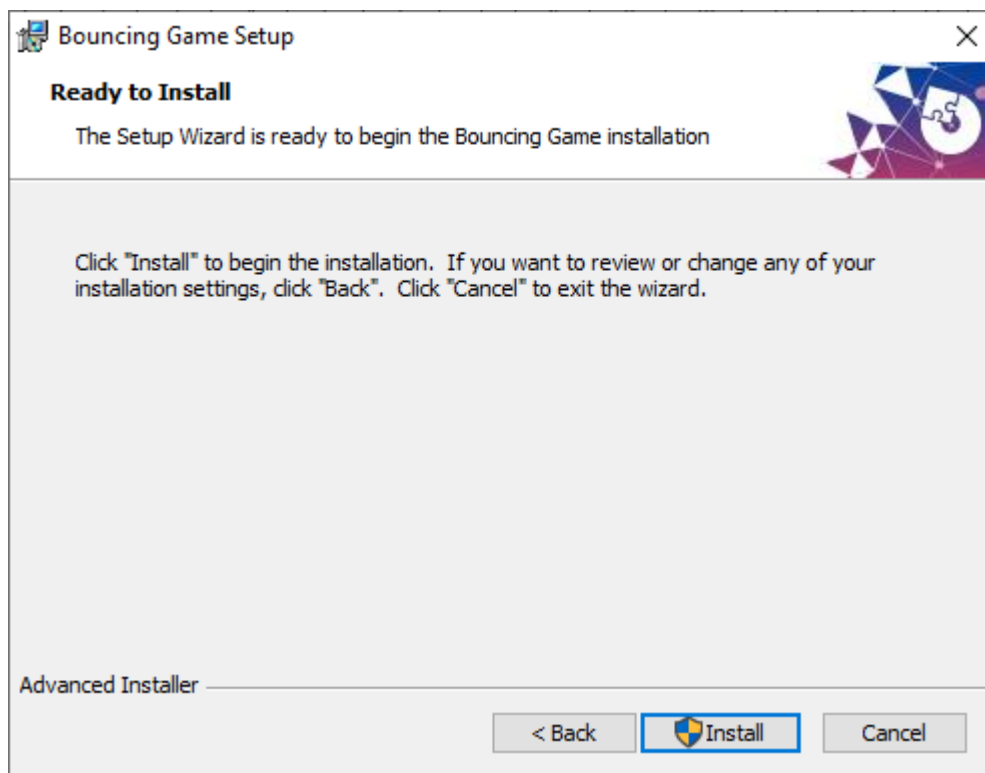 Bouncing Game Setup
Ready to Install
The Setup Wizard is ready to begin the Bouncing Game installation
Click "Install" to begin the installation.  If you want to review or change any of your
installation settings, click "Back".  Click "Cancel" to exit the wizard.
Advanced Installer
< Back
Install
Cancel